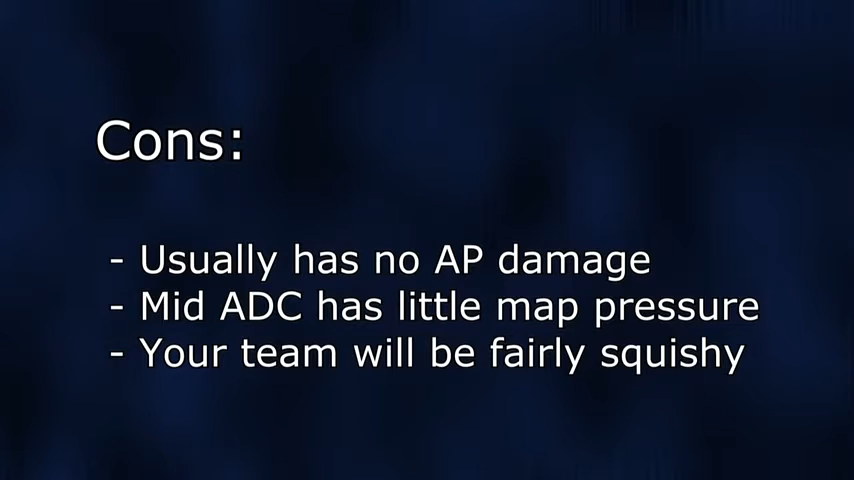 Cons:
- Usually has no AP damage
- Mid ADC has little map pressure
- Your team will be fairly squishy